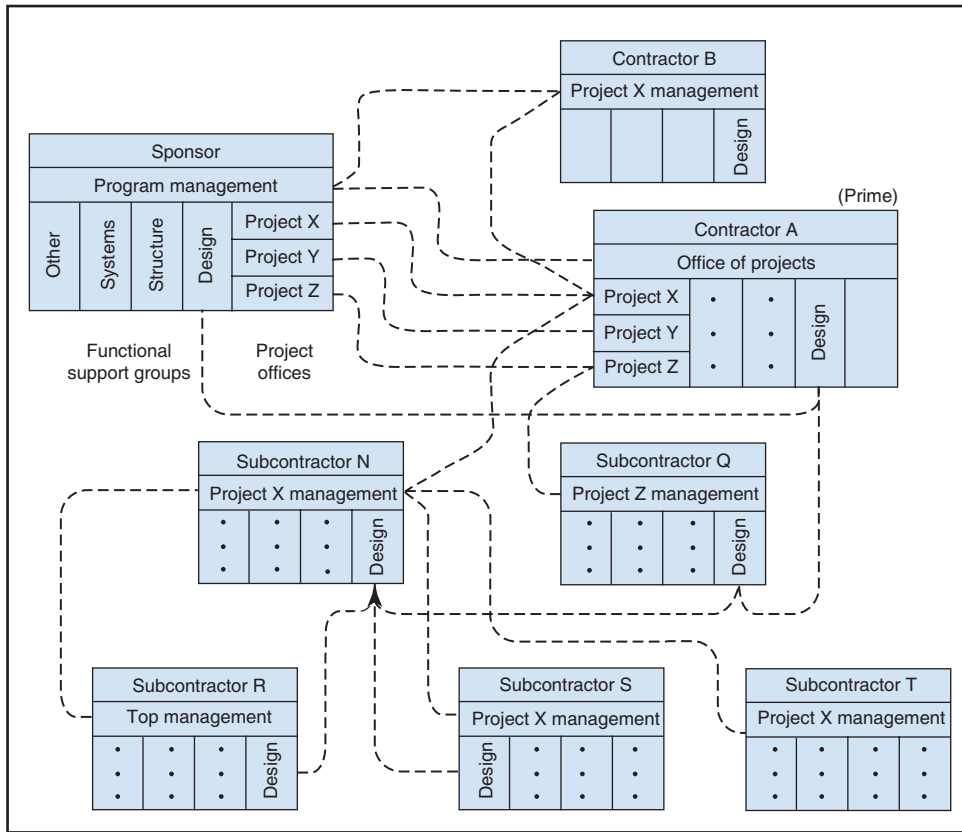 Contractor B
Project X management
Design
Sponsor
Program management
Other
Systems
Structure
Design
Project X
Project Y
Project Z
(Prime)
Contractor A
Office of projects
Project X
Project Y
Project Z
Design
Functional
support groups
Project
offices
Subcontractor N
Project X management
Design
Subcontractor Q
Project Z management
Design
Subcontractor R
Top management
Design
Subcontractor S
Project X management
Design
Subcontractor T
Project X management